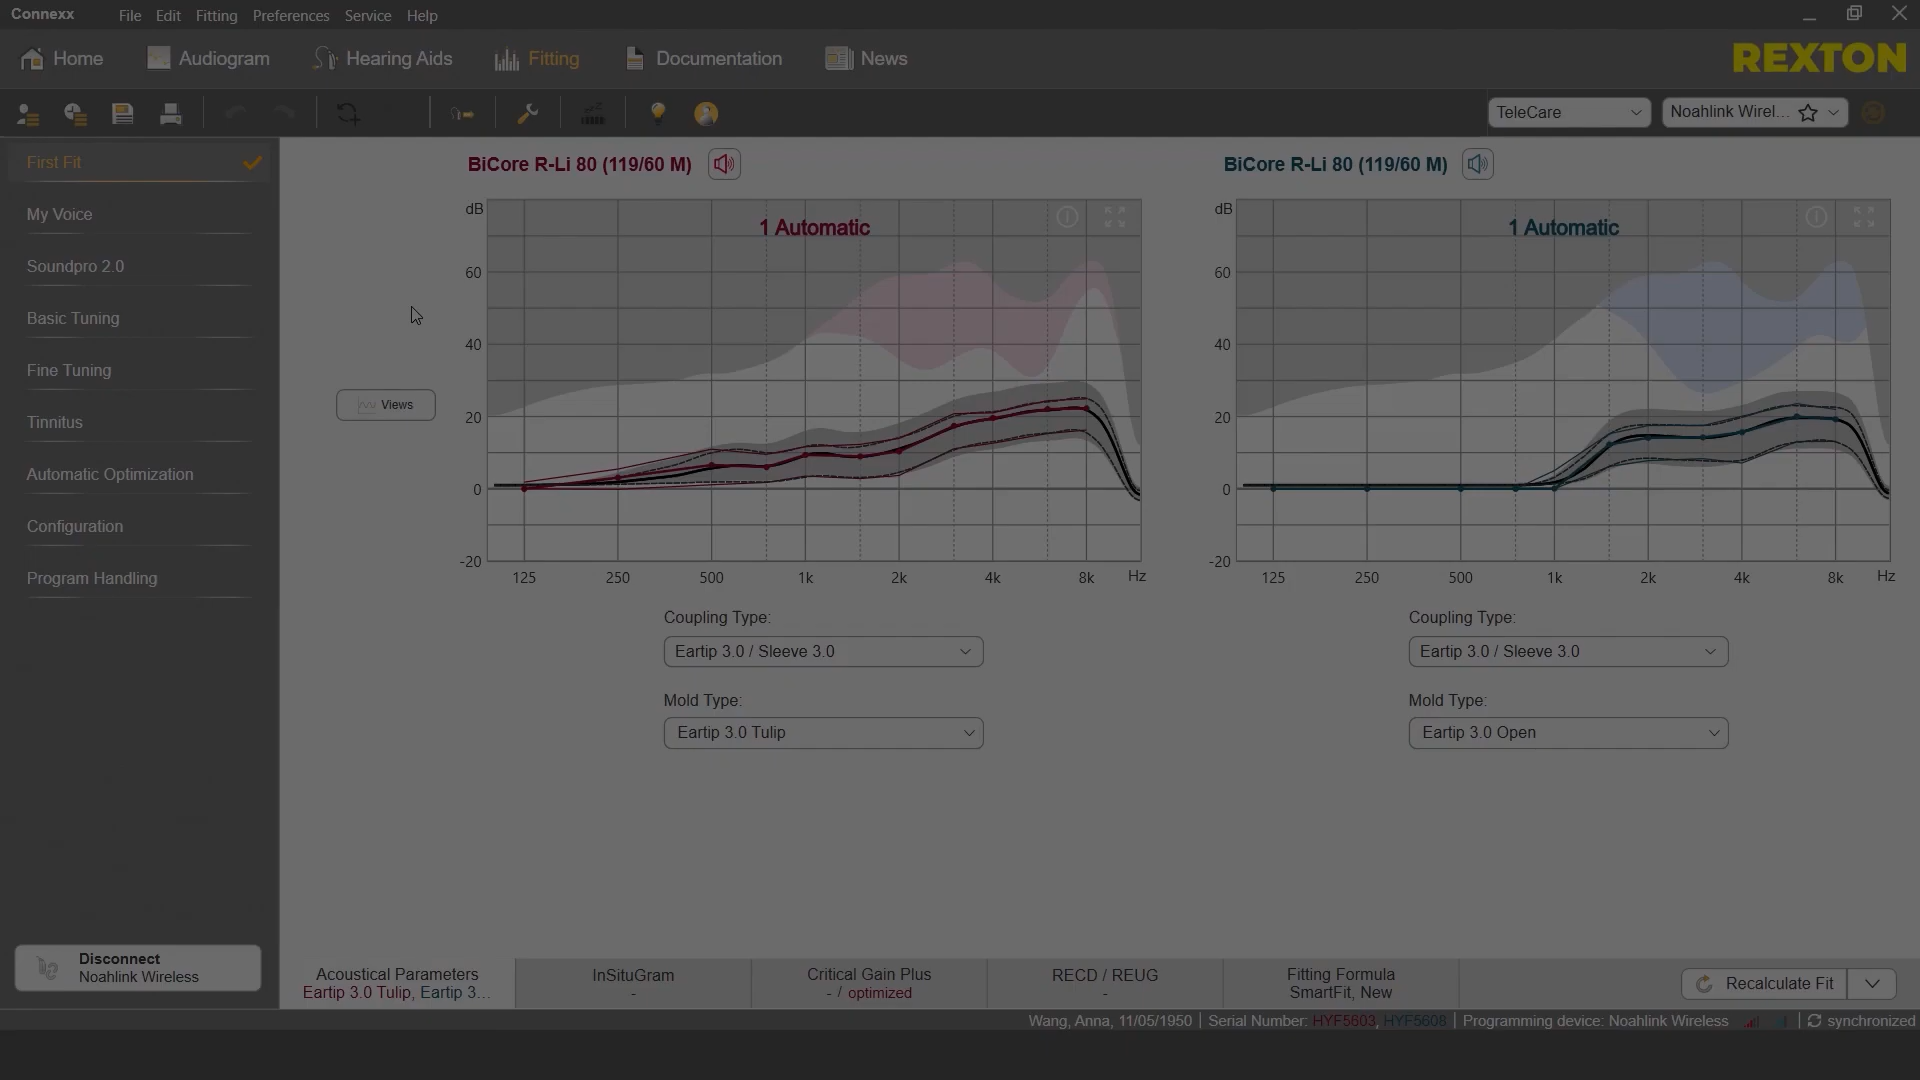 Connexx File Edit Fitting Preferences Service Help
Home Audiogram Hearing Aids Fitting Documentation News REXTON
TeleCare Noahlink Wirel...
First Fit
My Voice
Soundpro 2.0
Basic Tuning
Fine Tuning
Tinnitus
Automatic Optimization
Configuration
Program Handling
Disconnect
Noahlink Wireless
Views
BiCore R-Li 80 (119/60 M)
dB
1 Automatic
60
40
20
0
-20
125 250 500 1k 2k 4k 8k Hz
Coupling Type:
Eartip 3.0 / Sleeve 3.0
Mold Type:
Eartip 3.0 Tulip
BiCore R-Li 80 (119/60 M)
dB
1 Automatic
60
40
20
0
-20
125 250 500 1k 2k 4k 8k Hz
Coupling Type:
Eartip 3.0 / Sleeve 3.0
Mold Type:
Eartip 3.0 Open
Acoustical Parameters
Eartip 3.0 Tulip, Eartip 3...
InSituGram
-
Critical Gain Plus
- / optimized
RECD / REUG
-
Fitting Formula
SmartFit, New
Recalculate Fit
Wang, Anna, 11/05/1950 | Serial Number: HYF5603, HYF5608 | Programming device: Noahlink Wireless | synchronized